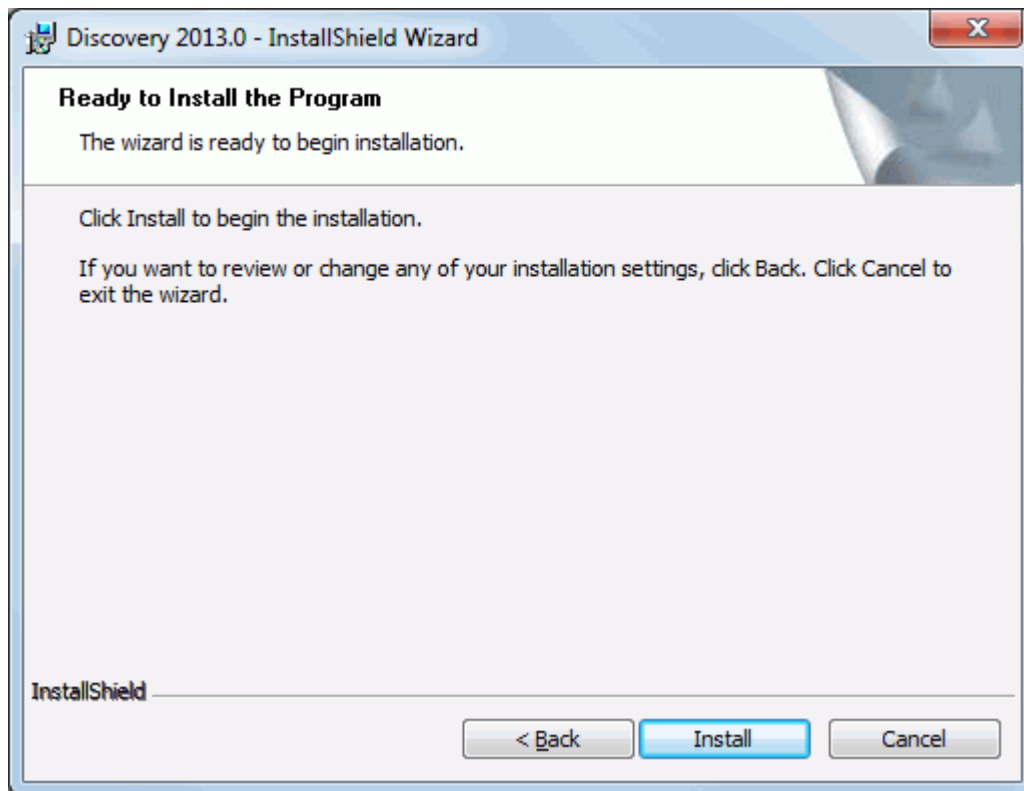 Discovery 2013.0 - InstallShield Wizard
Ready to Install the Program
The wizard is ready to begin installation.
Click Install to begin the installation.
If you want to review or change any of your installation settings, click Back. Click Cancel to
exit the wizard.
InstallShield
< Back
Install
Cancel